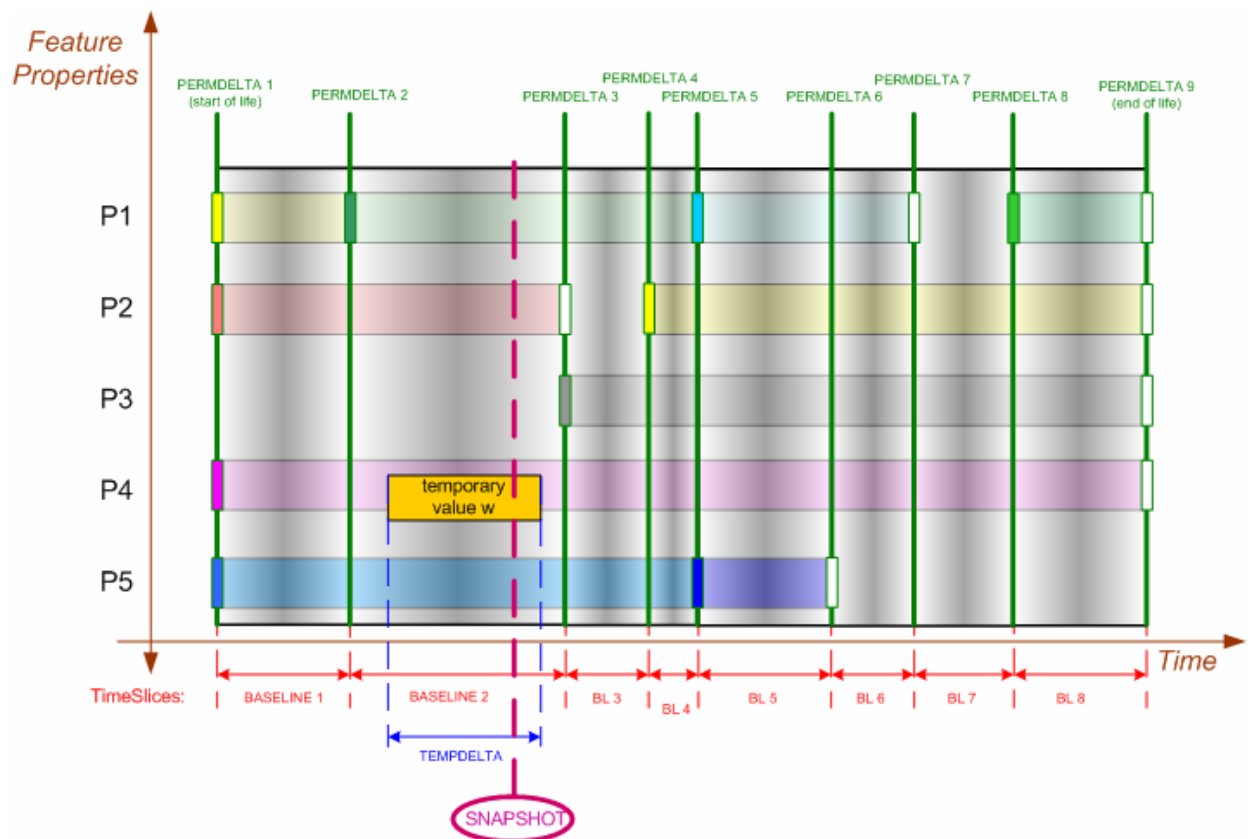 Feature
Properties
PERMDELTA 1
(start of life)
PERMDELTA 2
PERMDELTA 3
PERMDELTA 4
PERMDELTA 5
PERMDELTA 6
PERMDELTA 7
PERMDELTA 8
PERMDELTA 9
(end of life)
P1
P2
P3
P4
temporary
value w
P5
Time
TimeSlices:
BASELINE 1
BASELINE 2
BL 3
BL 4
BL 5
BL 6
BL 7
BL 8
TEMPDELTA
SNAPSHOT